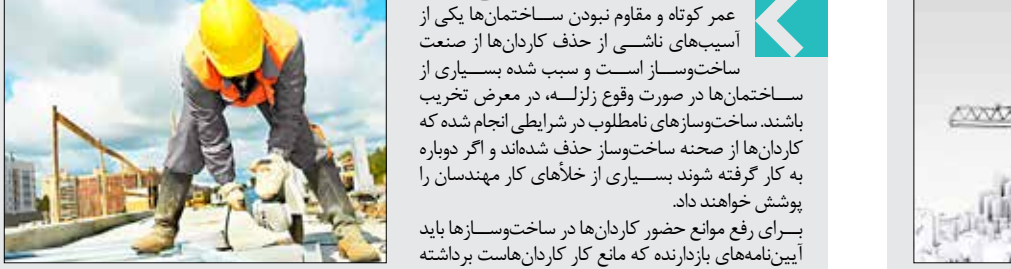 عمر کوتاه و مقاوم نبودن ساختمان‌ها یکی از
آسیب‌های ناشی از حذف کاردان‌ها از صنعت
ساخت‌وساز است و سبب شده بسیاری از
ساختمان‌ها در صورت وقوع زلزله، در معرض تخریب
باشند. ساخت‌وسازهای نامطلوب در شرایطی انجام شده که
کاردان‌ها از صحنه ساخت‌وساز حذف شده‌اند و اگر دوباره
به کار گرفته شوند بسیاری از خلأهای کار مهندسان را
پوشش خواهند داد.
برای رفع موانع حضور کاردان‌ها در ساخت‌وسازها باید
آیین‌نامه‌های بازدارنده که مانع کار کاردان‌هاست برداشته